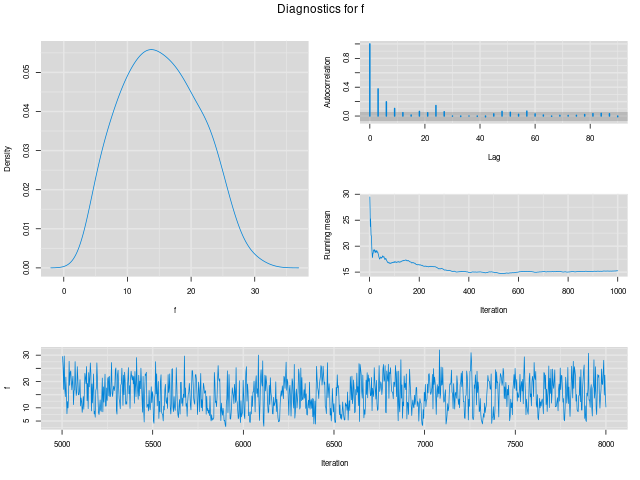 Diagnostics for f
Density
0.00 0.01 0.02 0.03 0.04 0.05
0 10 20 30
f
Autocorrelation
0.0 0.4 0.8
0 20 40 60 80
Lag
Running mean
15 20 25 30
0 200 400 600 800 1000
Iteration
f
5 10 20 30
5000 5500 6000 6500 7000 7500 8000
Iteration